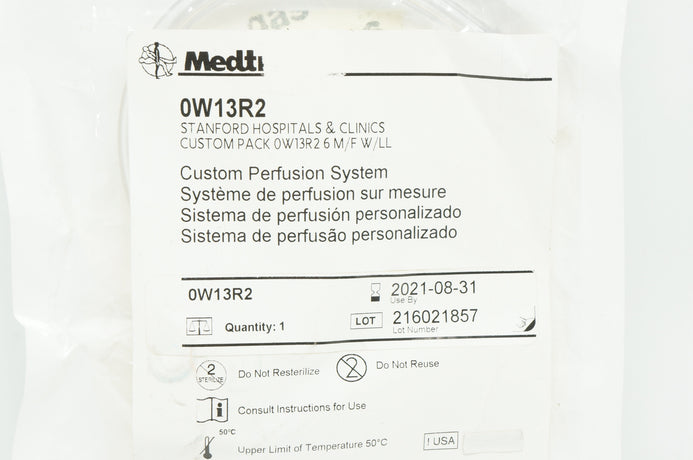 Medt
0W13R2
STANFORD HOSPITALS & CLINICS
CUSTOM PACK 0W13R2 6 M/F W/LL
Custom Perfusion System
Système de perfusion sur mesure
Sistema de perfusión personalizado
Sistema de perfusão personalizado
0W13R2
2021-08-31
Use By
Quantity: 1
LOT 216021857
Lot Number
2
STERILIZE
Do Not Resterilize
2
Do Not Reuse
i
Consult Instructions for Use
50°C
Upper Limit of Temperature 50°C
! USA